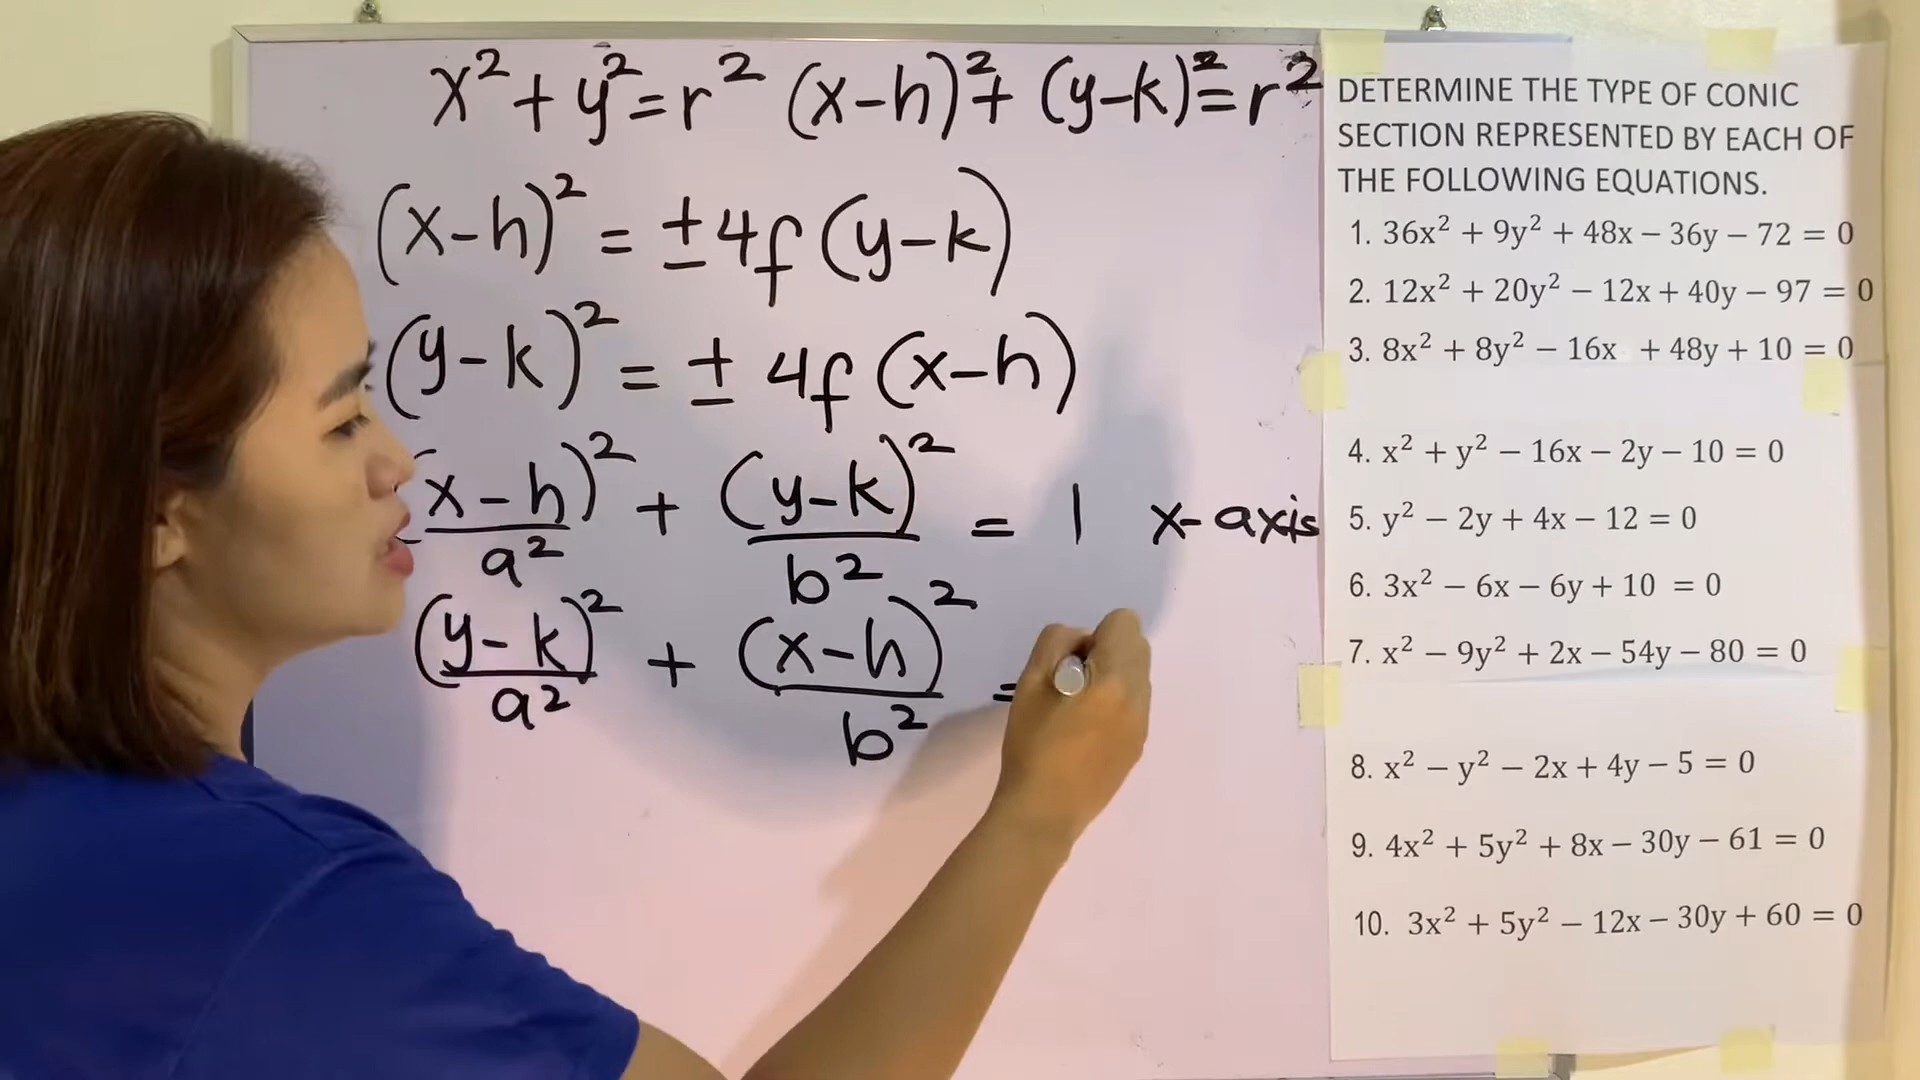 x² + y² = r² (x-h)² + (y-k)² = r²
(x-h)² = ±4f(y-k)
(y-k)² = ± 4f(x-h)
(x-h)²/a² + (y-k)²/b² = 1 x-axis
(y-k)²/a² + (x-h)²/b² =
DETERMINE THE TYPE OF CONIC
SECTION REPRESENTED BY EACH OF
THE FOLLOWING EQUATIONS.
1. 36x² + 9y² + 48x − 36y − 72 = 0
2. 12x² + 20y² − 12x + 40y − 97 = 0
3. 8x² + 8y² − 16x + 48y + 10 = 0
4. x² + y² − 16x − 2y − 10 = 0
5. y² − 2y + 4x − 12 = 0
6. 3x² − 6x − 6y + 10 = 0
7. x² − 9y² + 2x − 54y − 80 = 0
8. x² − y² − 2x + 4y − 5 = 0
9. 4x² + 5y² + 8x − 30y − 61 = 0
10. 3x² + 5y² − 12x − 30y + 60 = 0